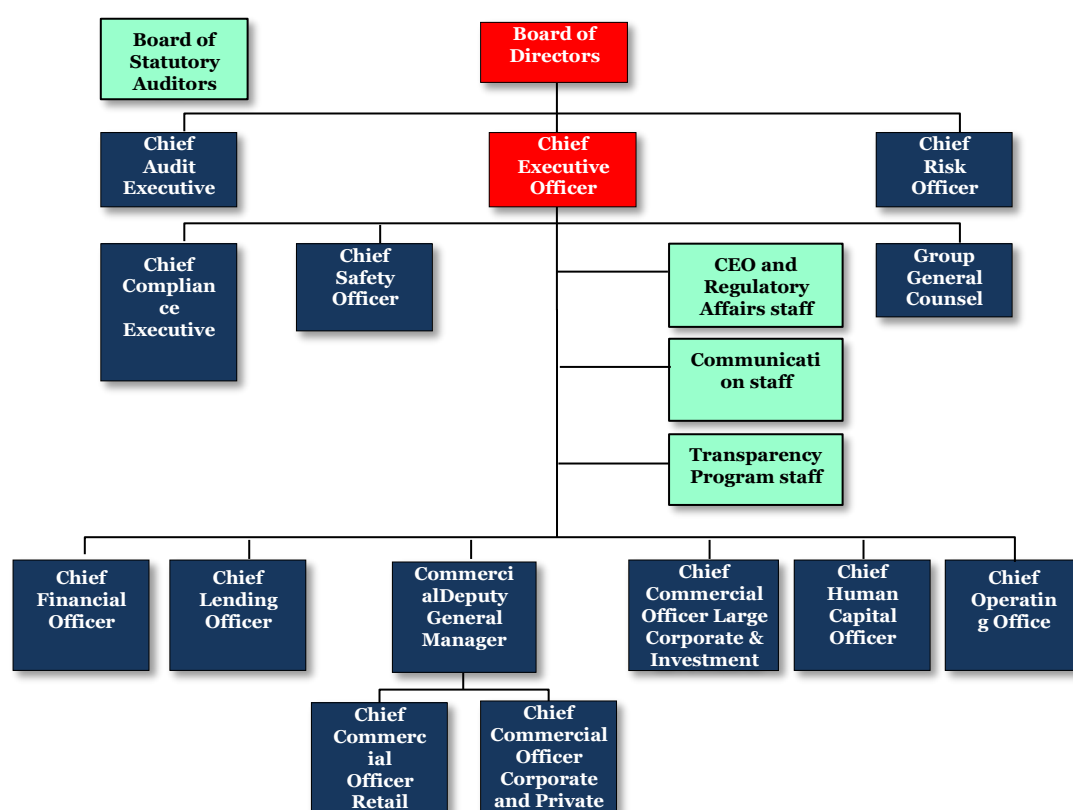 Board of
Statutory
Auditors
Board of
Directors
Chief
Audit
Executive
Chief
Executive
Officer
Chief
Risk
Officer
Chief
Complian
ce
Executive
Chief
Safety
Officer
CEO and
Regulatory
Affairs staff
Group
General
Counsel
Communicati
on staff
Transparency
Program staff
Chief
Financial
Officer
Chief
Lending
Officer
Commerci
alDeputy
General
Manager
Chief
Commercial
Officer Large
Corporate &
Investment
Chief
Human
Capital
Officer
Chief
Operatin
g Office
Chief
Commerc
ial
Officer
Retail
Chief
Commercial
Officer
Corporate
and Private